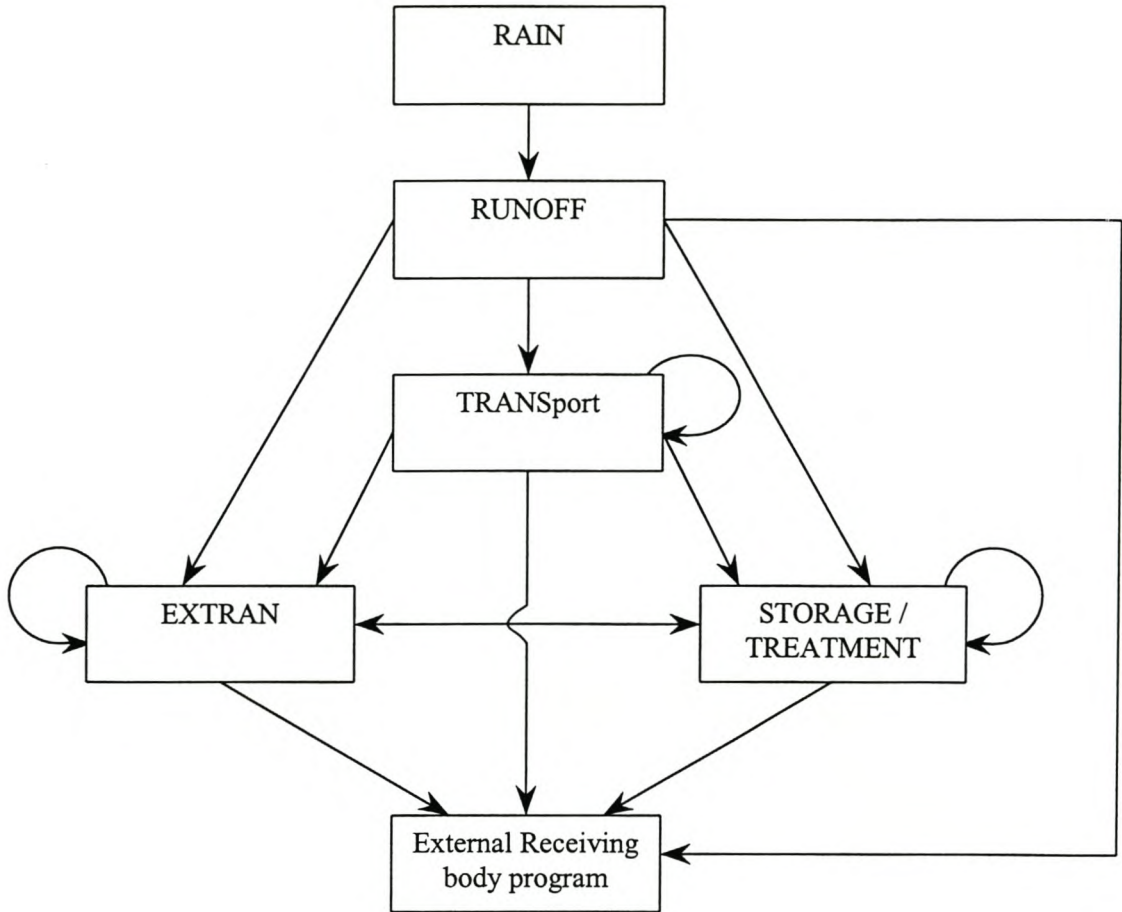 RAIN
RUNOFF
TRANSport
EXTRAN
STORAGE /
TREATMENT
External Receiving
body program